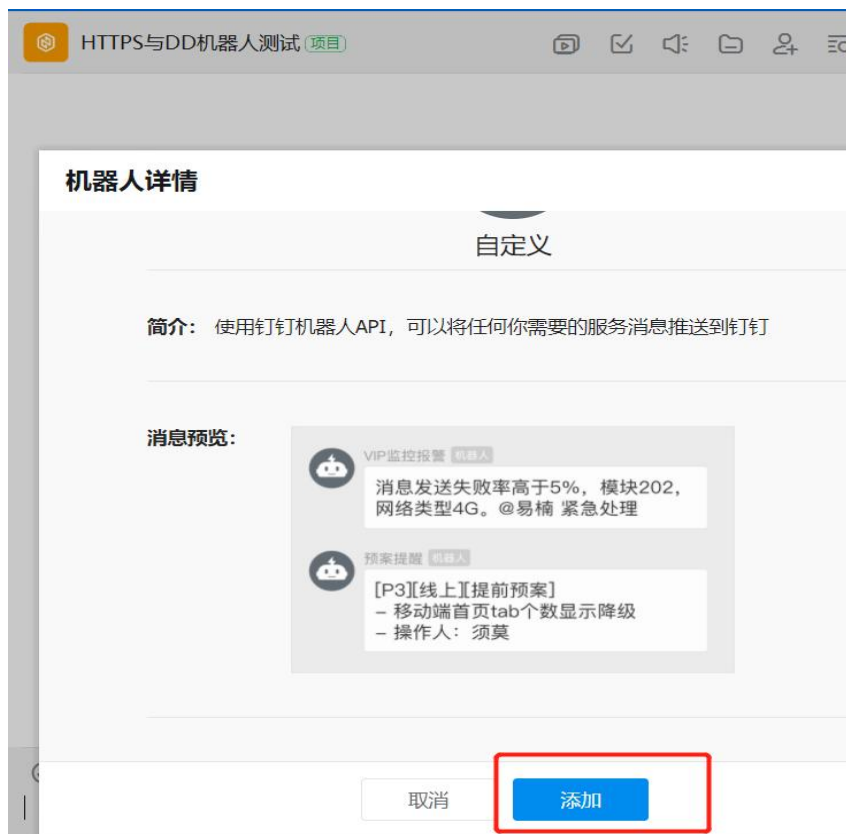 HTTPS与DD机器人测试 项目
机器人详情
自定义
简介： 使用钉钉机器人API，可以将任何你需要的服务消息推送到钉钉
消息预览：
VIP监控报警 机器人
消息发送失败率高于5%，模块202，
网络类型4G。@易楠 紧急处理
预案提醒 机器人
[P3][线上][提前预案]
– 移动端首页tab个数显示降级
– 操作人：须莫
取消 添加